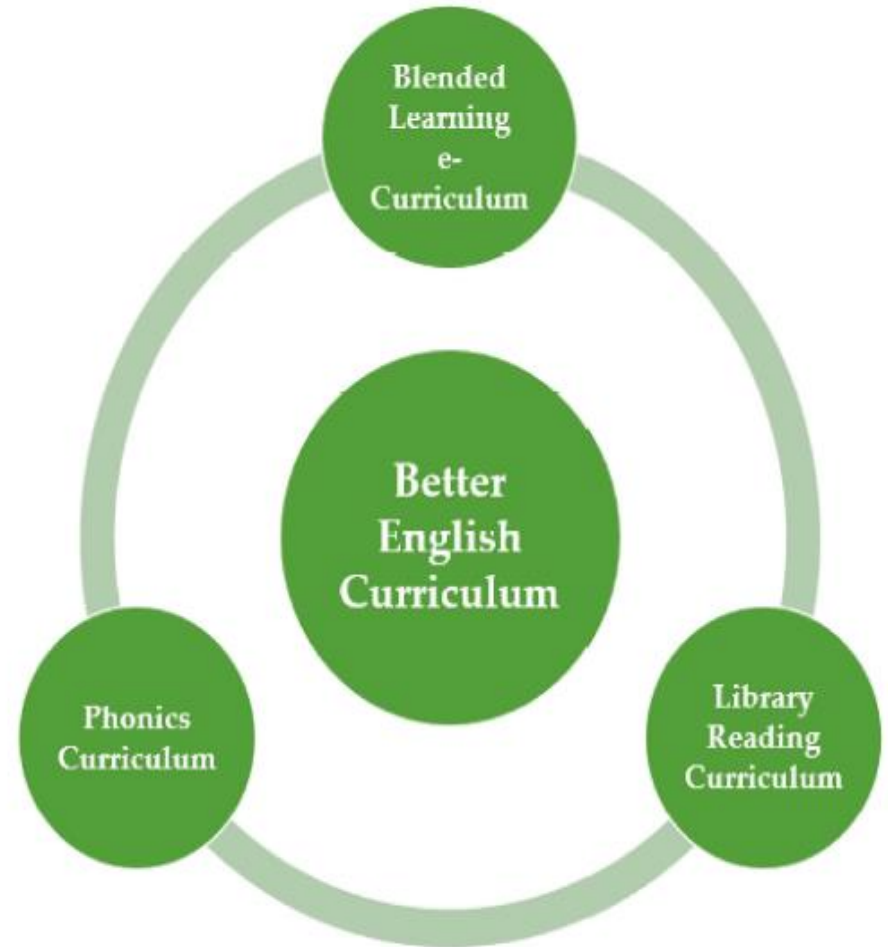 Blended
Learning
e-
Curriculum
Better
English
Curriculum
Phonics
Curriculum
Library
Reading
Curriculum